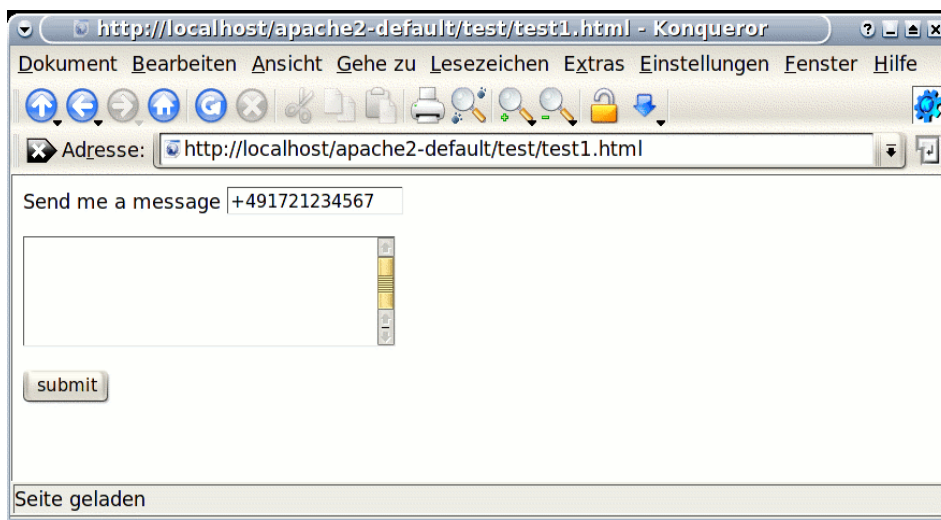 http://localhost/apache2-default/test/test1.html - Konqueror
Dokument Bearbeiten Ansicht Gehe zu Lesezeichen Extras Einstellungen Fenster Hilfe
Adresse: http://localhost/apache2-default/test/test1.html
Send me a message +491721234567
submit
Seite geladen